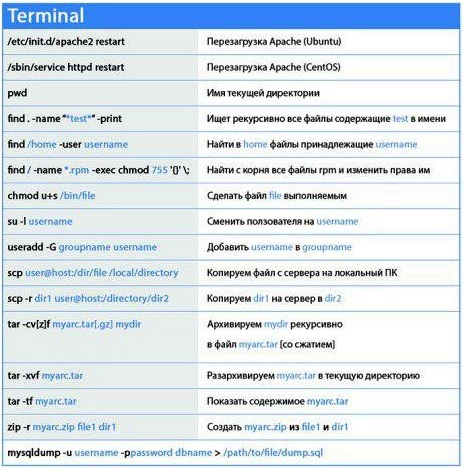 Terminal
/etc/init.d/apache2 restart Перезагрузка Apache (Ubuntu)
/sbin/service httpd restart Перезагрузка Apache (CentOS)
pwd Имя текущей директории
find . -name “*test*” -print Ищет рекурсивно все файлы содержащие test в имени
find /home -user username Найти в home файлы принадлежащие username
find / -name *.rpm -exec chmod 755 '{}' \; Найти с корня все файлы rpm и изменить права им
chmod u+s /bin/file Сделать файл file выполняемым
su -l username Сменить ползователя на username
useradd -G groupname username Добавить username в groupname
scp user@host:/dir/file /local/directory Копируем файл с сервера на локальный ПК
scp -r dir1 user@host:/directory/dir2 Копируем dir1 на сервер в dir2
tar -cv[z]f myarc.tar[.gz] mydir Архивируем mydir рекурсивно
в файл myarc.tar [со сжатием]
tar -xvf myarc.tar Разархивируем myarc.tar в текущую директорию
tar -tf myarc.tar Показать содержимое myarc.tar
zip -r myarc.zip file1 dir1 Создать myarc.zip из file1 и dir1
mysqldump -u username -ppassword dbname > /path/to/file/dump.sql